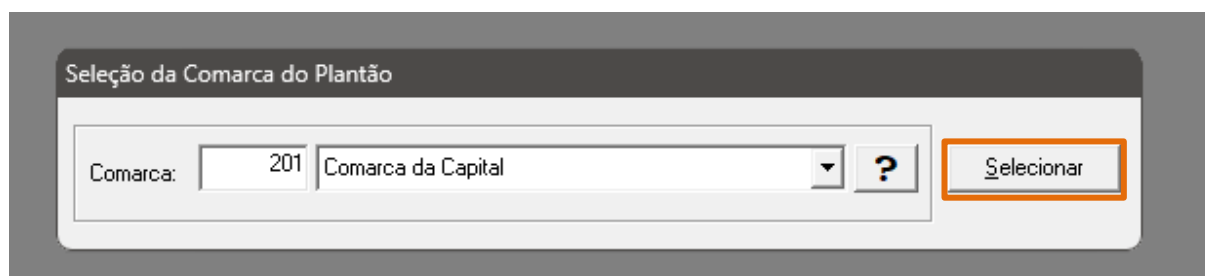 Seleção da Comarca do Plantão
Comarca: 201 Comarca da Capital ? Selecionar